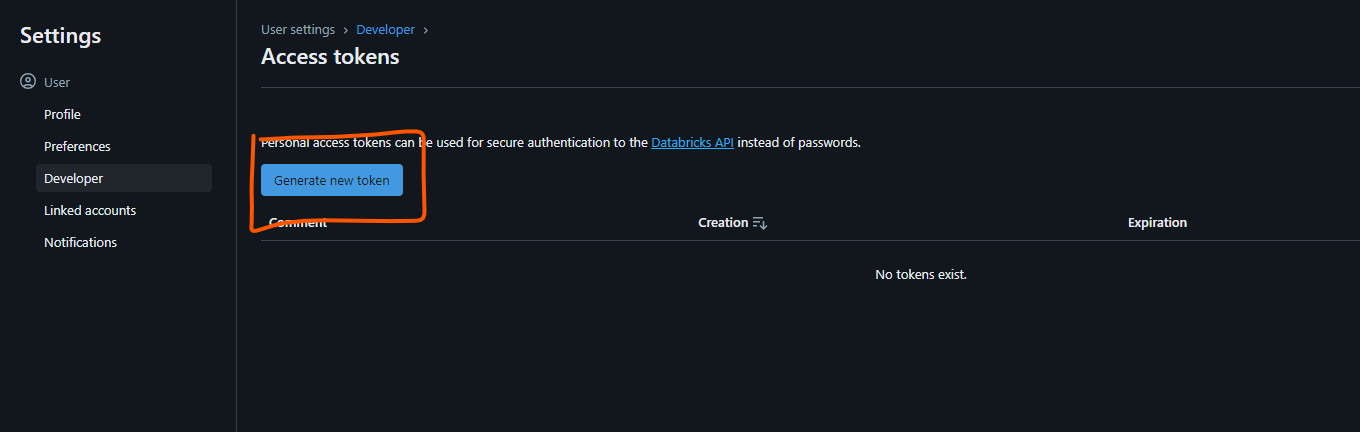 Settings
User
Profile
Preferences
Developer
Linked accounts
Notifications
User settings > Developer >
Access tokens
Personal access tokens can be used for secure authentication to the Databricks API instead of passwords.
Generate new token
Comment Creation Expiration
No tokens exist.